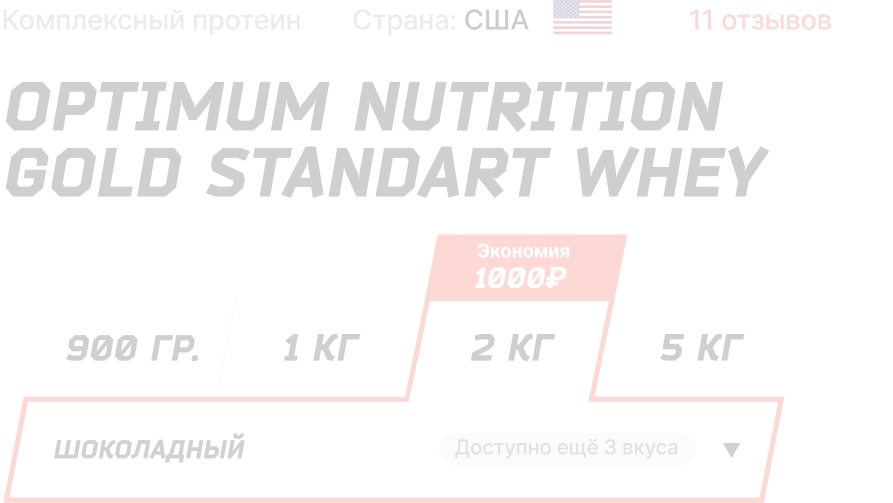 Комплексный протеин Страна: США 11 отзывов
OPTIMUM NUTRITION
GOLD STANDART WHEY
Экономия
1000₽
900 ГР. 1 КГ 2 КГ 5 КГ
ШОКОЛАДНЫЙ Доступно ещё 3 вкуса ▼